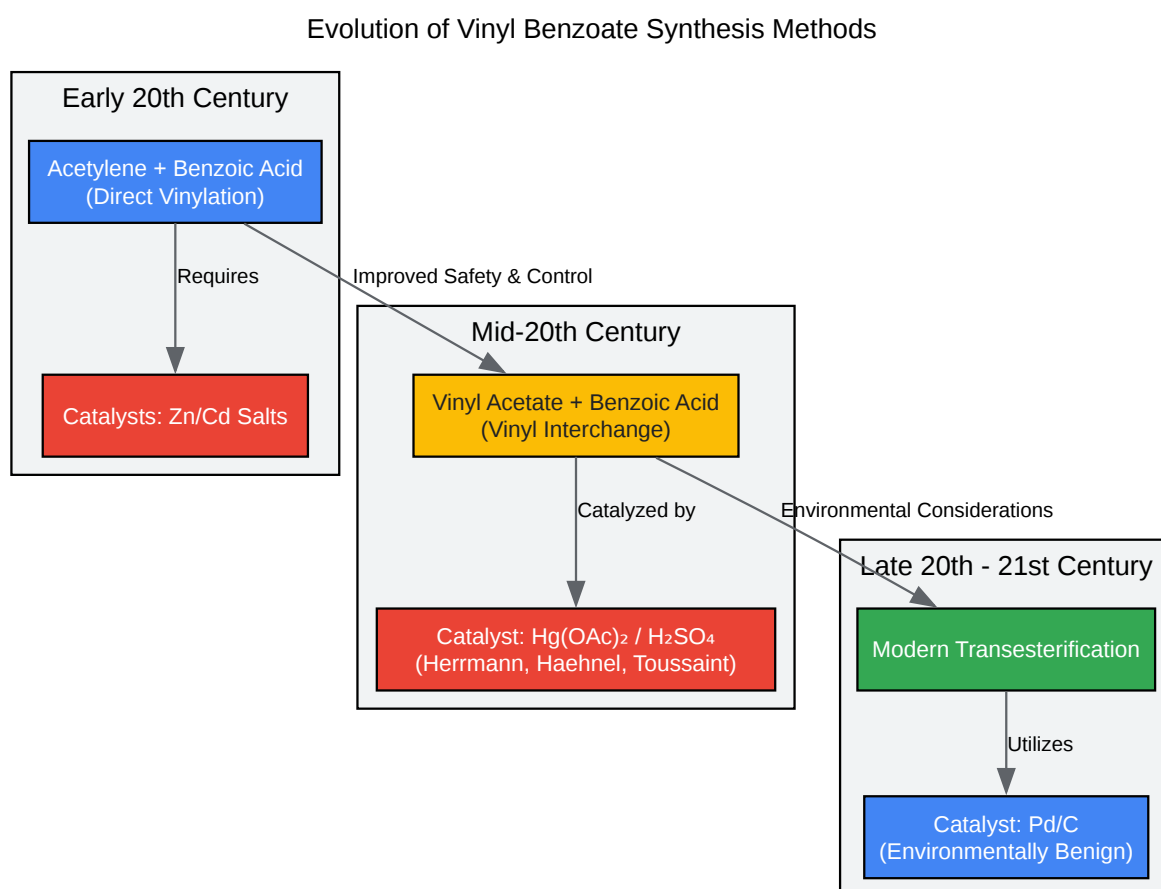 Evolution of Vinyl Benzoate Synthesis Methods
Early 20th Century
Acetylene + Benzoic Acid
(Direct Vinylation)
Requires
Improved Safety & Control
Catalysts: Zn/Cd Salts
Mid-20th Century
Vinyl Acetate + Benzoic Acid
(Vinyl Interchange)
Catalyzed by
Environmental Considerations
Catalyst: Hg(OAc)₂ / H₂SO₄
(Herrmann, Haehnel, Toussaint)
Late 20th - 21st Century
Modern Transesterification
Utilizes
Catalyst: Pd/C
(Environmentally Benign)